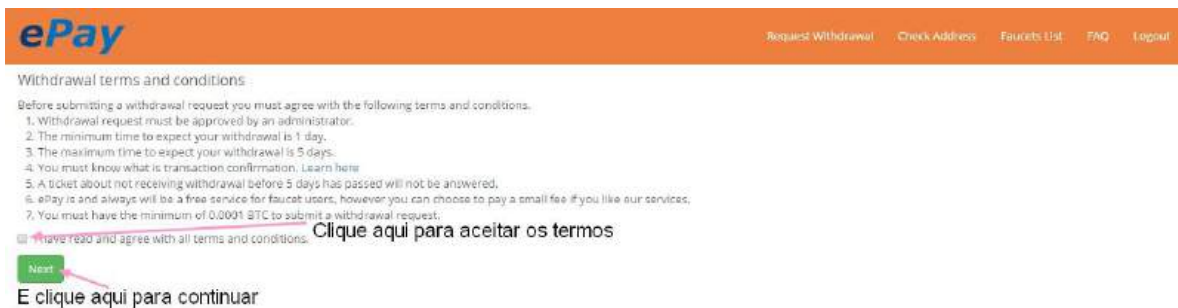 ePay
Request Withdrawal Check Address Faucets List FAQ Logout
Withdrawal terms and conditions
Before submitting a withdrawal request you must agree with the following terms and conditions.
1. Withdrawal request must be approved by an administrator.
2. The minimum time to expect your withdrawal is 1 day.
3. The maximum time to expect your withdrawal is 5 days.
4. You must know what is transaction confirmation. Learn here
5. A ticket about not receiving withdrawal before 5 days has passed will not be answered.
6. ePay is and always will be a free service for faucet users, however you can choose to pay a small fee if you like our services.
7. You must have the minimum of 0.0001 BTC to submit a withdrawal request.
I have read and agree with all terms and conditions.
Clique aqui para aceitar os termos
Next
E clique aqui para continuar